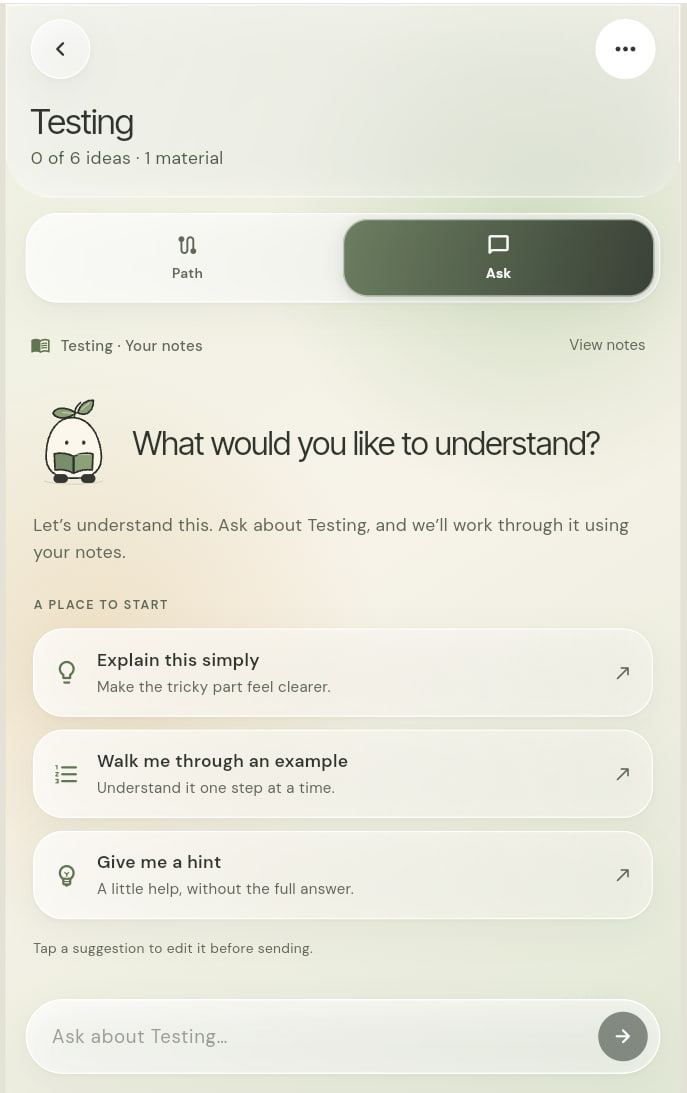 Testing
0 of 6 ideas · 1 material
Path
Ask
Testing · Your notes
View notes
What would you like to understand?
Let’s understand this. Ask about Testing, and we’ll work through it using
your notes.
A PLACE TO START
Explain this simply
Make the tricky part feel clearer.
Walk me through an example
Understand it one step at a time.
Give me a hint
A little help, without the full answer.
Tap a suggestion to edit it before sending.
Ask about Testing…